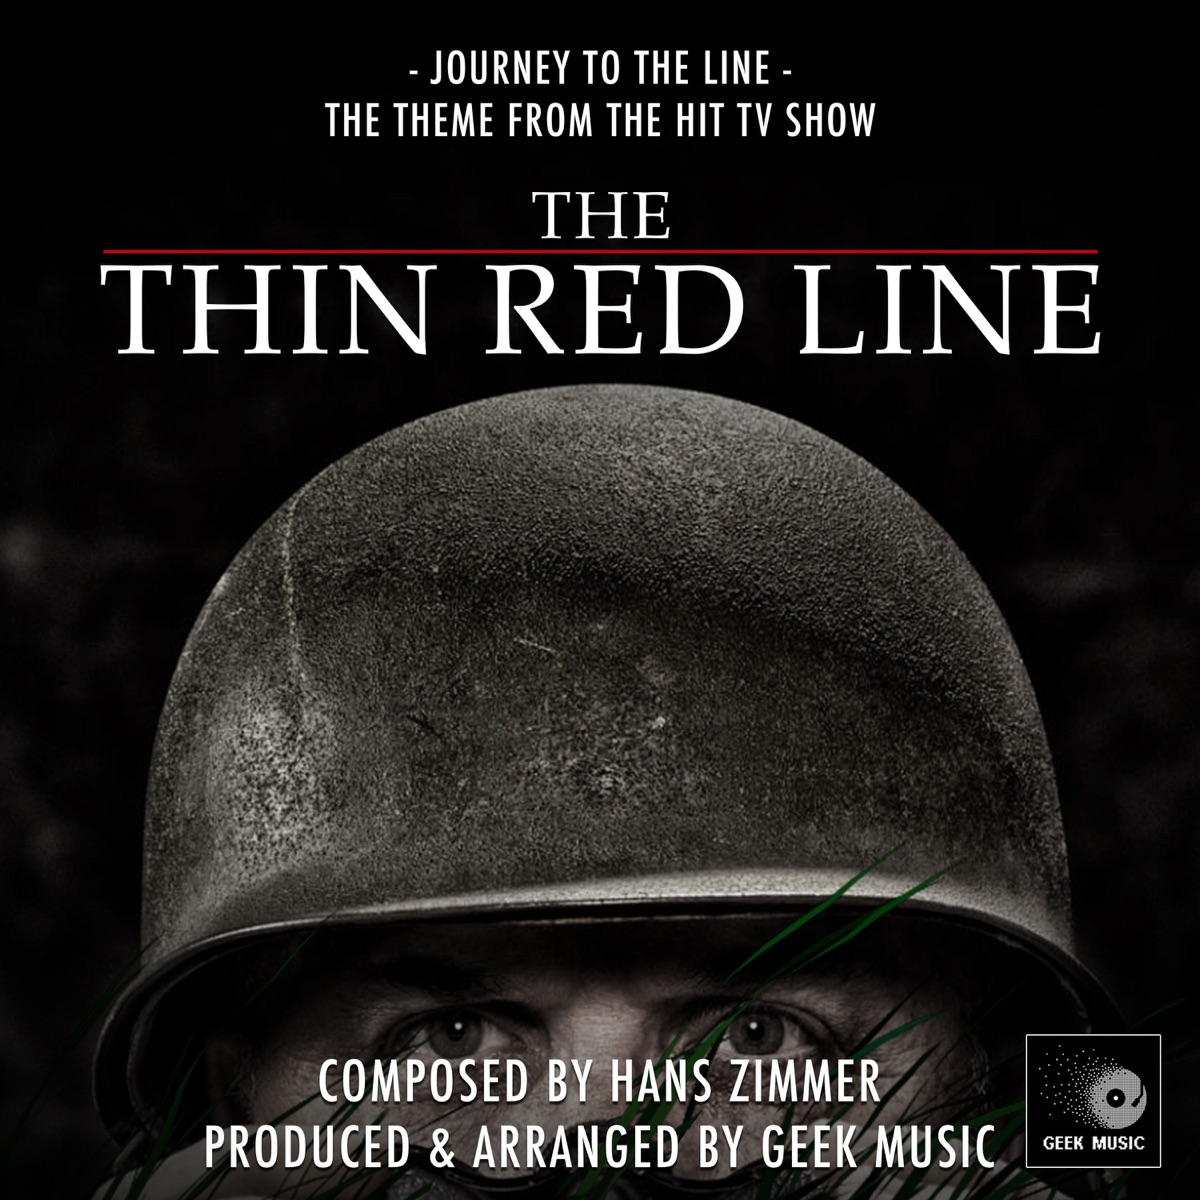 - JOURNEY TO THE LINE -
THE THEME FROM THE HIT TV SHOW
THE
THIN RED LINE
COMPOSED BY HANS ZIMMER
PRODUCED & ARRANGED BY GEEK MUSIC
GEEK MUSIC